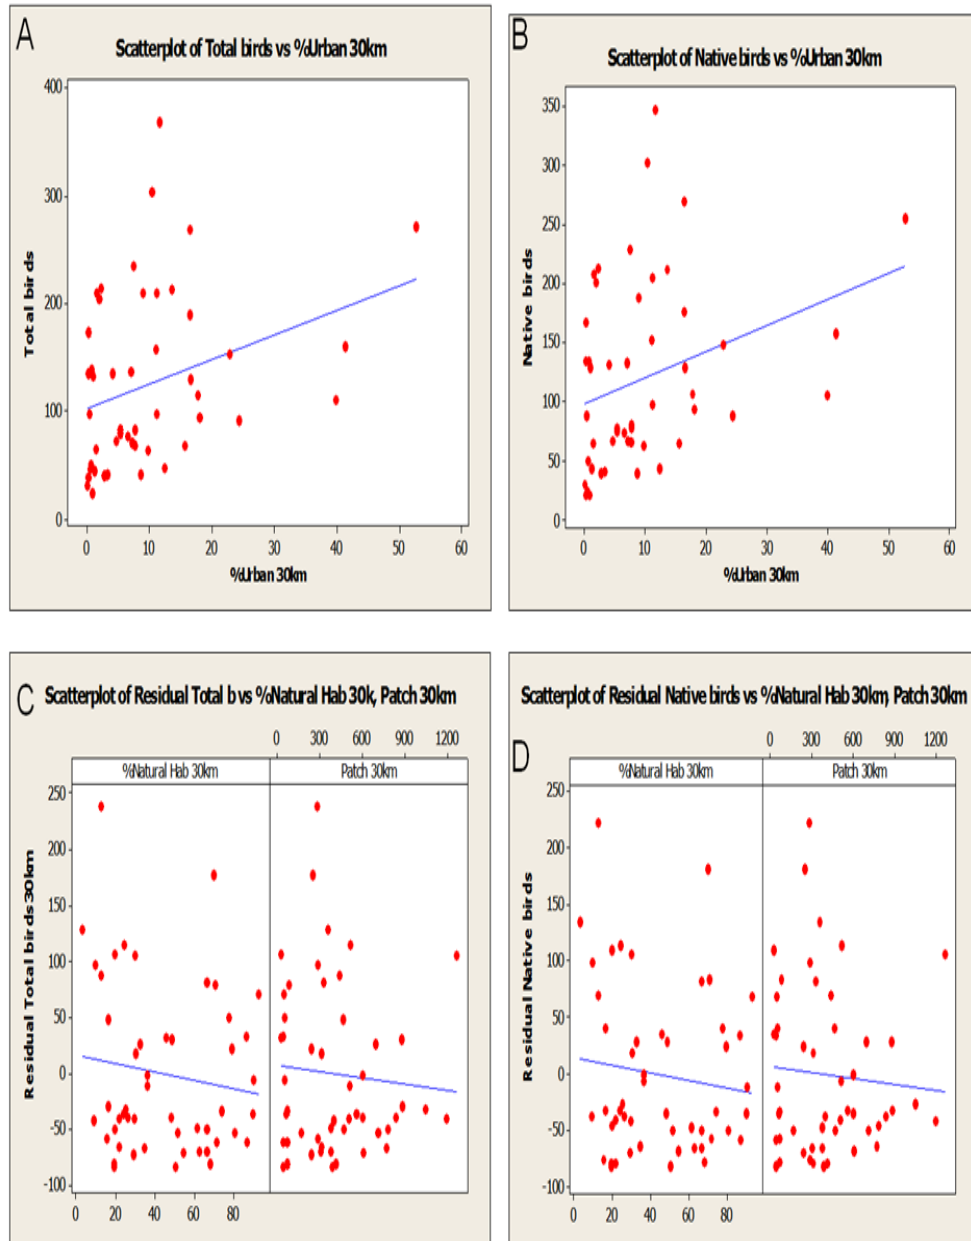 A
Scatterplot of Total birds vs %Urban 30km
400
300
200
100
0
Total birds
0 10 20 30 40 50 60
%Urban 30km
B
Scatterplot of Native birds vs %Urban 30km
350
300
250
200
150
100
50
0
Native birds
0 10 20 30 40 50 60
%Urban 30km
C
Scatterplot of Residual Total b vs %Natural Hab 30k, Patch 30km
0 300 600 900 1200
%Natural Hab 30km Patch 30km
250
200
150
100
50
0
-50
-100
Residual Total birds30km
0 20 40 60 80
D
Scatterplot of Residual Native birds vs %Natural Hab 30km, Patch 30km
0 300 600 900 1200
%Natural Hab 30km Patch 30km
250
200
150
100
50
0
-50
-100
Residual Native birds
0 20 40 60 80